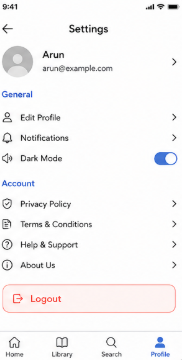 9:41
Settings
Arun
arun@example.com
General
Edit Profile
Notifications
Dark Mode
Account
Privacy Policy
Terms & Conditions
Help & Support
About Us
Logout
Home Library Search Profile